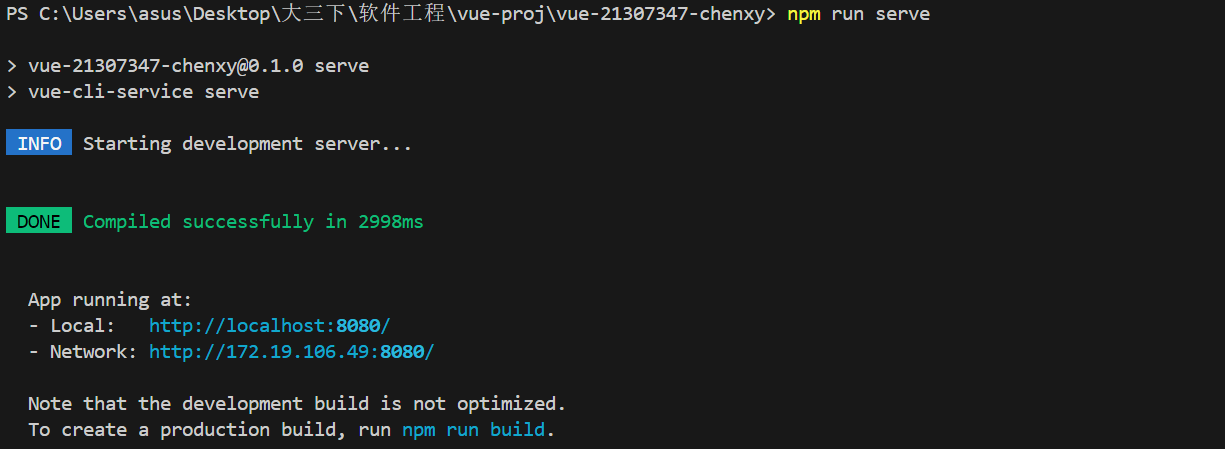 PS C:\Users\asus\Desktop\大三下\软件工程\vue-proj\vue-21307347-chenxy> npm run serve
> vue-21307347-chenxy@0.1.0 serve
> vue-cli-service serve
INFO Starting development server...
DONE Compiled successfully in 2998ms
App running at:
- Local: http://localhost:8080/
- Network: http://172.19.106.49:8080/
Note that the development build is not optimized.
To create a production build, run npm run build.